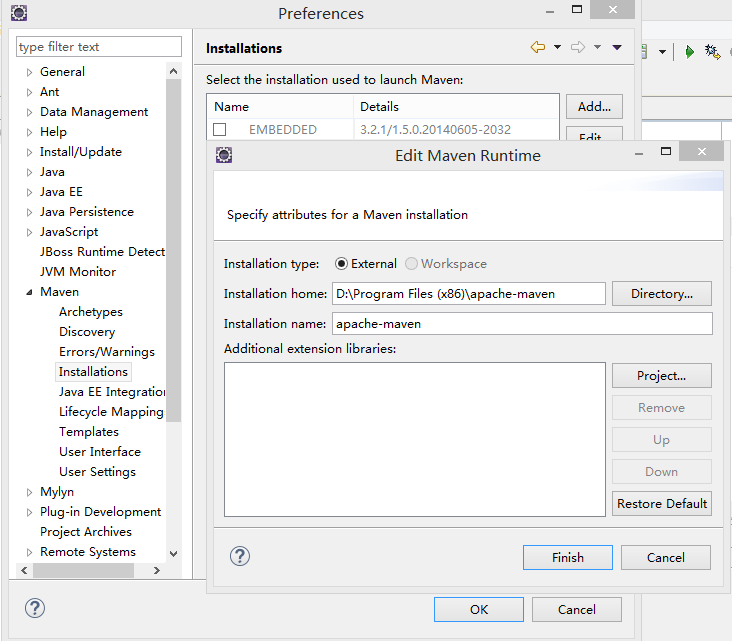 Preferences
type filter text
General
Ant
Data Management
Help
Install/Update
Java
Java EE
Java Persistence
JavaScript
JBoss Runtime Detect
JVM Monitor
Maven
Archetypes
Discovery
Errors/Warnings
Installations
Java EE Integration
Lifecycle Mapping
Templates
User Interface
User Settings
Mylyn
Plug-in Development
Project Archives
Remote Systems
Installations
Select the installation used to launch Maven:
Name Details
EMBEDDED 3.2.1/1.5.0.20140605-2032
Add...
Edit
Edit Maven Runtime
Specify attributes for a Maven installation
Installation type: External Workspace
Installation home: D:\Program Files (x86)\apache-maven Directory...
Installation name: apache-maven
Additional extension libraries:
Project...
Remove
Up
Down
Restore Default
Finish Cancel
OK Cancel